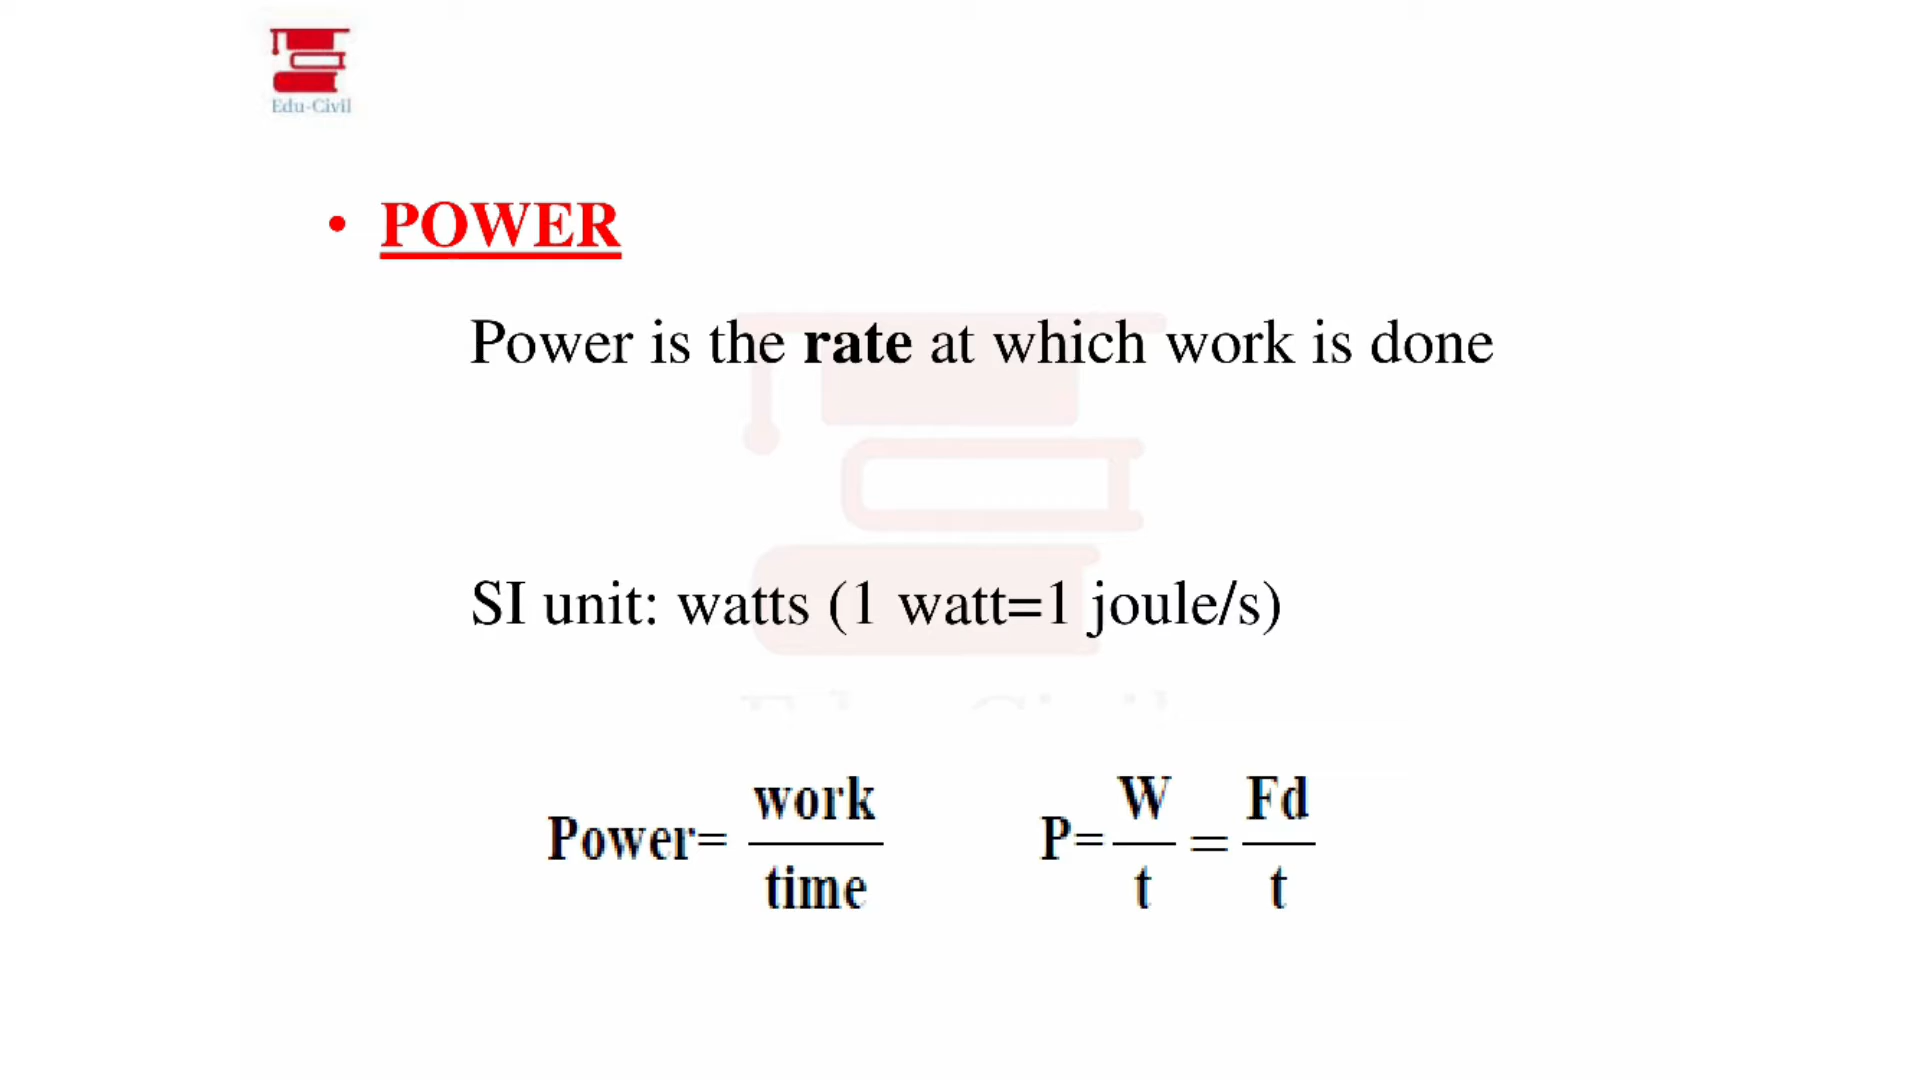 Edu-Civil
• POWER
Power is the rate at which work is done
SI unit: watts (1 watt=1 joule/s)
Power= work/time
P= W/t = Fd/t